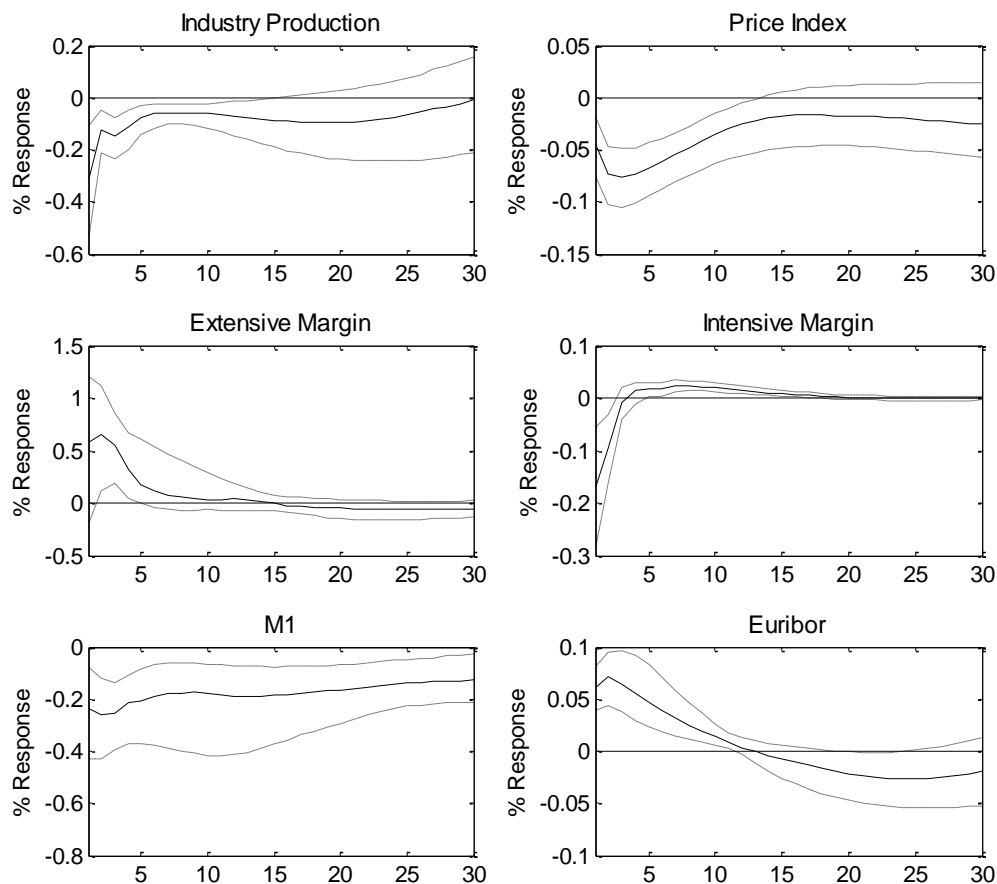 Industry Production
% Response
0.2
0
-0.2
-0.4
-0.6
5 10 15 20 25 30
Price Index
% Response
0.05
0
-0.05
-0.1
-0.15
5 10 15 20 25 30
Extensive Margin
% Response
1.5
1
0.5
0
-0.5
5 10 15 20 25 30
Intensive Margin
% Response
0.1
0
-0.1
-0.2
-0.3
5 10 15 20 25 30
M1
% Response
0
-0.2
-0.4
-0.6
-0.8
5 10 15 20 25 30
Euribor
% Response
0.1
0.05
0
-0.05
-0.1
5 10 15 20 25 30